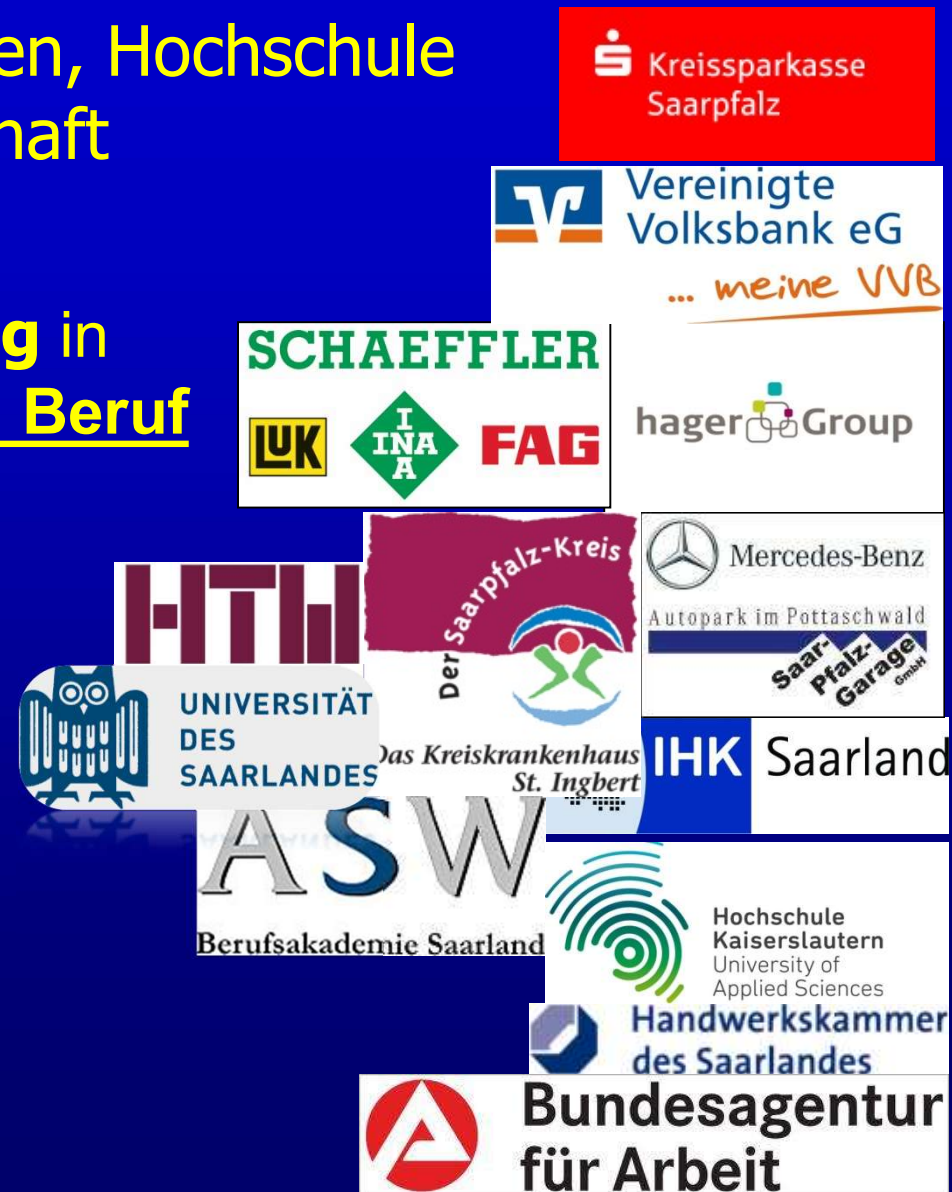 en, Hochschule
haft
g in
Beruf
Kreissparkasse
Saarpfalz
Vereinigte
Volksbank eG
... meine VVB
SCHAEFFLER
LUK
INA
INA
FAG
hager Group
Der Saarpfalz-Kreis
Mercedes-Benz
Autopark im Pottaschwald
Saar-
Pfalz-
Garage
GmbH
HTW
UNIVERSITÄT
DES
SAARLANDES
Das Kreiskrankenhaus
St. Ingbert
IHK Saarland
ASW
Berufsakademie Saarland
Hochschule
Kaiserslautern
University of
Applied Sciences
Handwerkskammer
des Saarlandes
Bundesagentur
für Arbeit